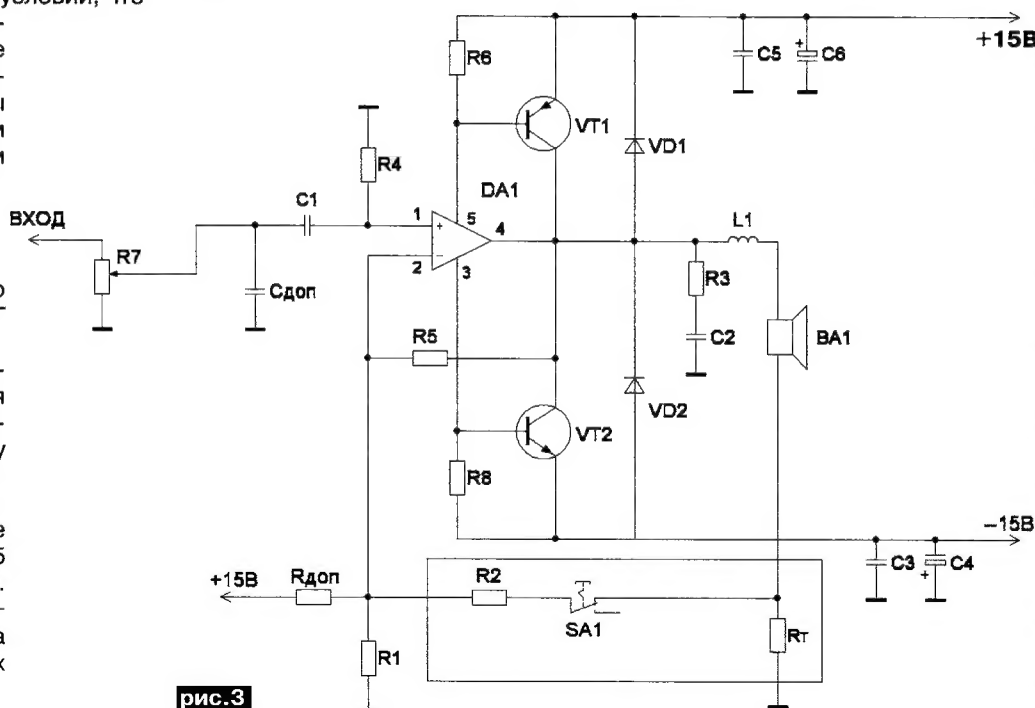 условий, что
е
и
м
м
о
я
у
е
б
.
а
х
+15В
R6
C5
+
C6
VT1
VD1
R4
DA1
C1
ВХОД
1
+
5
4
L1
2
−
3
R7
Cдоп
R3
R5
C2
BA1
VD2
VT2
R8
−15В
+15В
Rдоп
R2
C3
C4
+
SA1
R1
Rт
рис.3